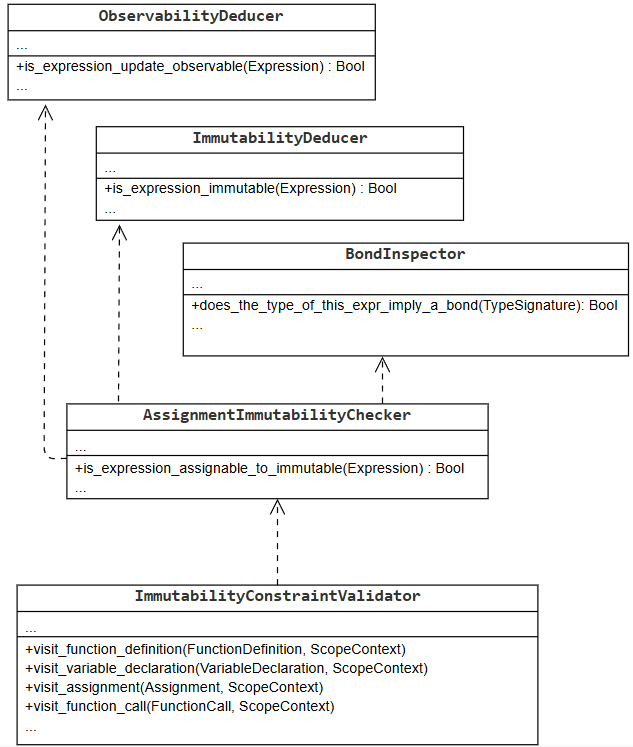 ObservabilityDeducer
...
+is_expression_update_observable(Expression) : Bool
...
ImmutabilityDeducer
...
+is_expression_immutable(Expression) : Bool
...
BondInspector
...
+does_the_type_of_this_expr_imply_a_bond(TypeSignature): Bool
...
AssignmentImmutabilityChecker
...
+is_expression_assignable_to_immutable(Expression) : Bool
...
ImmutabilityConstraintValidator
...
+visit_function_definition(FunctionDefinition, ScopeContext)
+visit_variable_declaration(VariableDeclaration, ScopeContext)
+visit_assignment(Assignment, ScopeContext)
+visit_function_call(FunctionCall, ScopeContext)
...